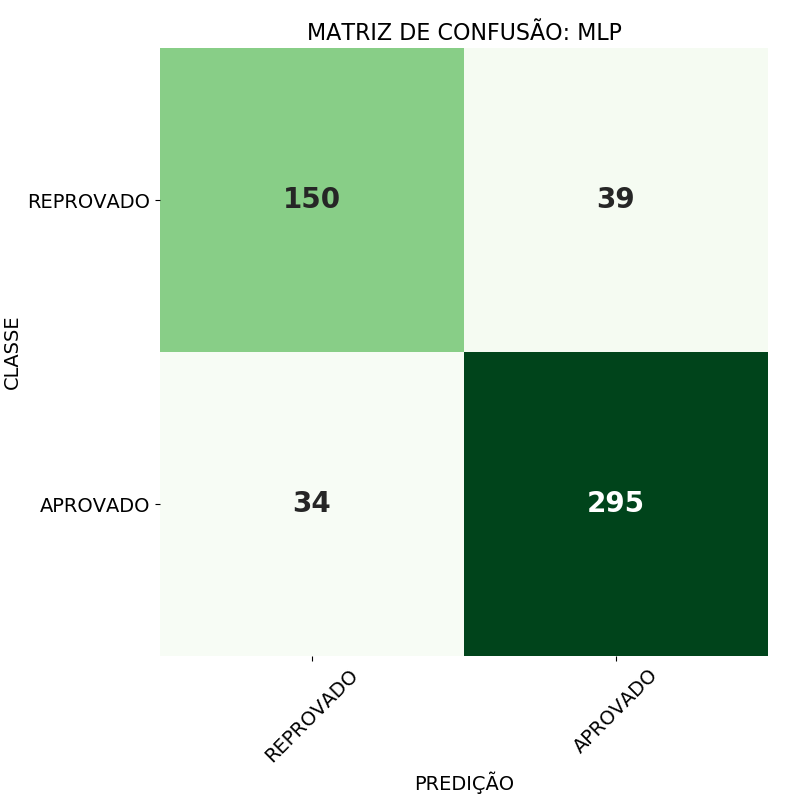 MATRIZ DE CONFUSÃO: MLP
REPROVADO
150
39
CLASSE
APROVADO
34
295
REPROVADO
APROVADO
PREDIÇÃO